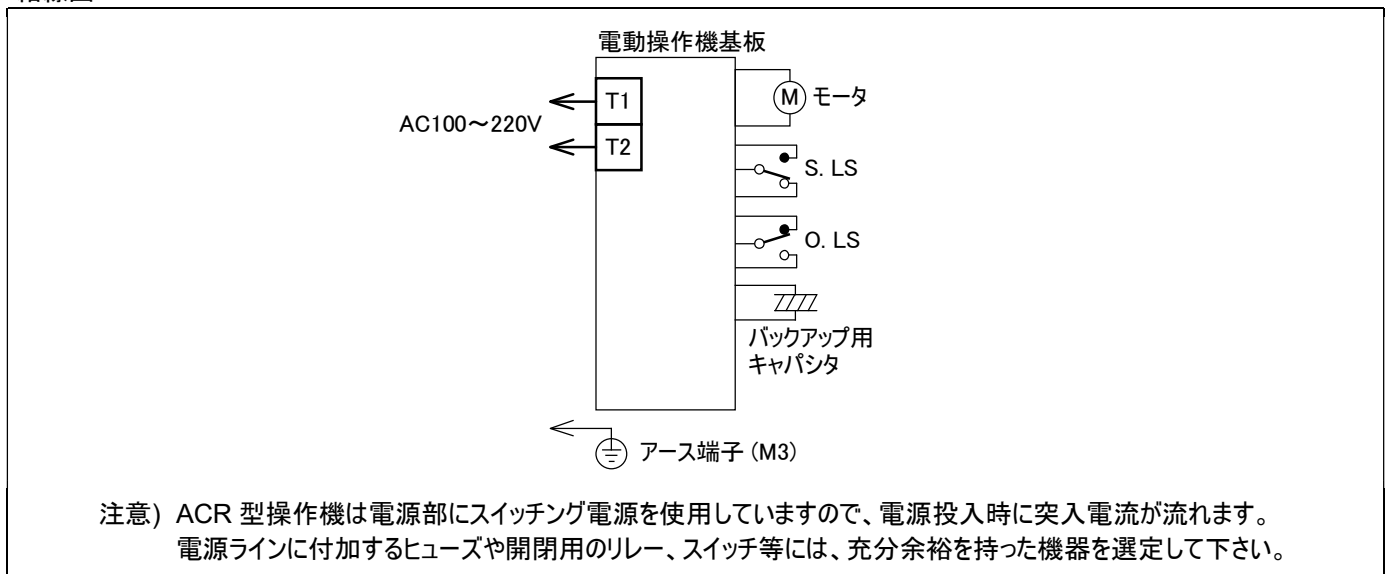 電動操作機基板
T1
AC100～220V
T2
M モータ
S. LS
O. LS
バックアップ用
キャパシタ
アース端子 (M3)
注意) ACR 型操作機は電源部にスイッチング電源を使用していますので、電源投入時に突入電流が流れます。
電源ラインに付加するヒューズや開閉用のリレー、スイッチ等には、充分余裕を持った機器を選定して下さい。